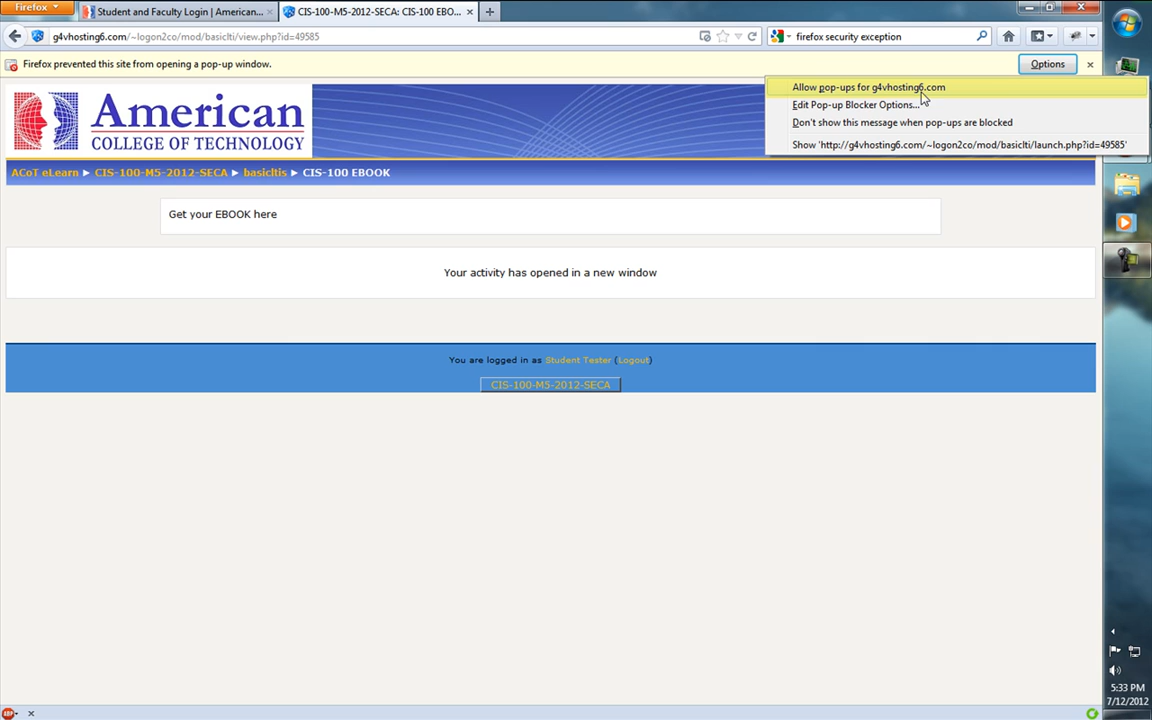 Firefox
Student and Faculty Login | American...
CIS-100-M5-2012-SECA: CIS-100 EBO...
g4vhosting6.com/~logon2co/mod/basiclti/view.php?id=49585
firefox security exception
Firefox prevented this site from opening a pop-up window.
Options
Allow pop-ups for g4vhosting6.com
Edit Pop-up Blocker Options...
Don't show this message when pop-ups are blocked
Show 'http://g4vhosting6.com/~logon2co/mod/basiclti/launch.php?id=49585'
American
COLLEGE OF TECHNOLOGY
ACoT eLearn ► CIS-100-M5-2012-SECA ► basicltis ► CIS-100 EBOOK
Get your EBOOK here
Your activity has opened in a new window
You are logged in as Student Tester (Logout)
CIS-100-M5-2012-SECA
5:33 PM
7/12/2012
ABP